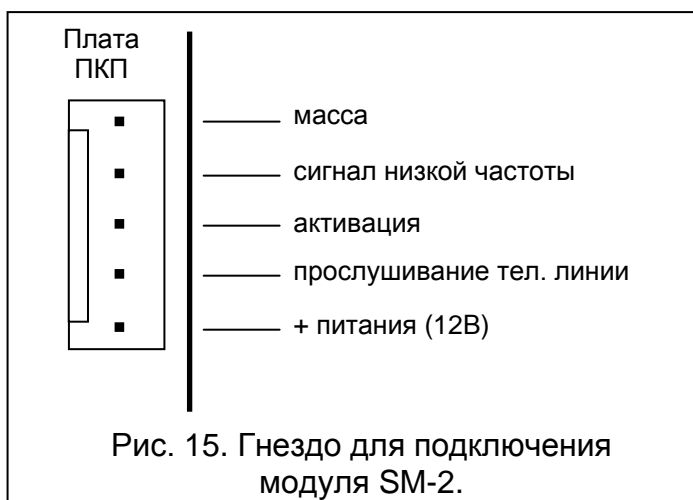 Плата
ПКП
масса
сигнал низкой частоты
активация
прослушивание тел. линии
+ питания (12В)
Рис. 15. Гнездо для подключения
модуля SM-2.